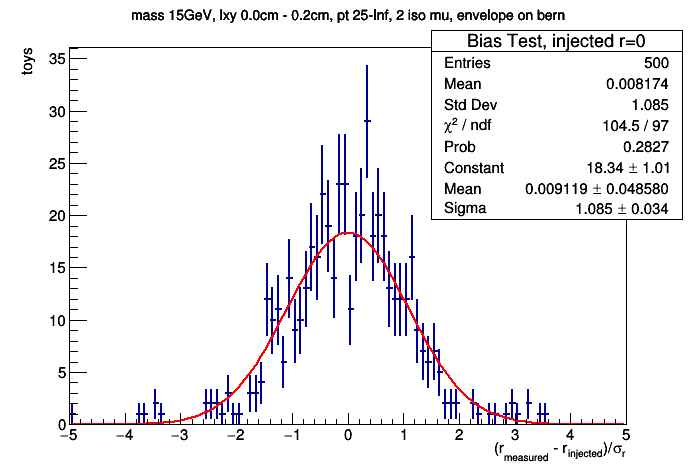 mass 15GeV, lxy 0.0cm - 0.2cm, pt 25-Inf, 2 iso mu, envelope on bern
Bias Test, injected r=0
Entries 500
Mean 0.008174
Std Dev 1.085
χ² / ndf 104.5 / 97
Prob 0.2827
Constant 18.34 ± 1.01
Mean 0.009119 ± 0.048580
Sigma 1.085 ± 0.034
toys
35
30
25
20
15
10
5
0
−5 −4 −3 −2 −1 0 1 2 3 4 5
(r_measured - r_injected)/σ_r